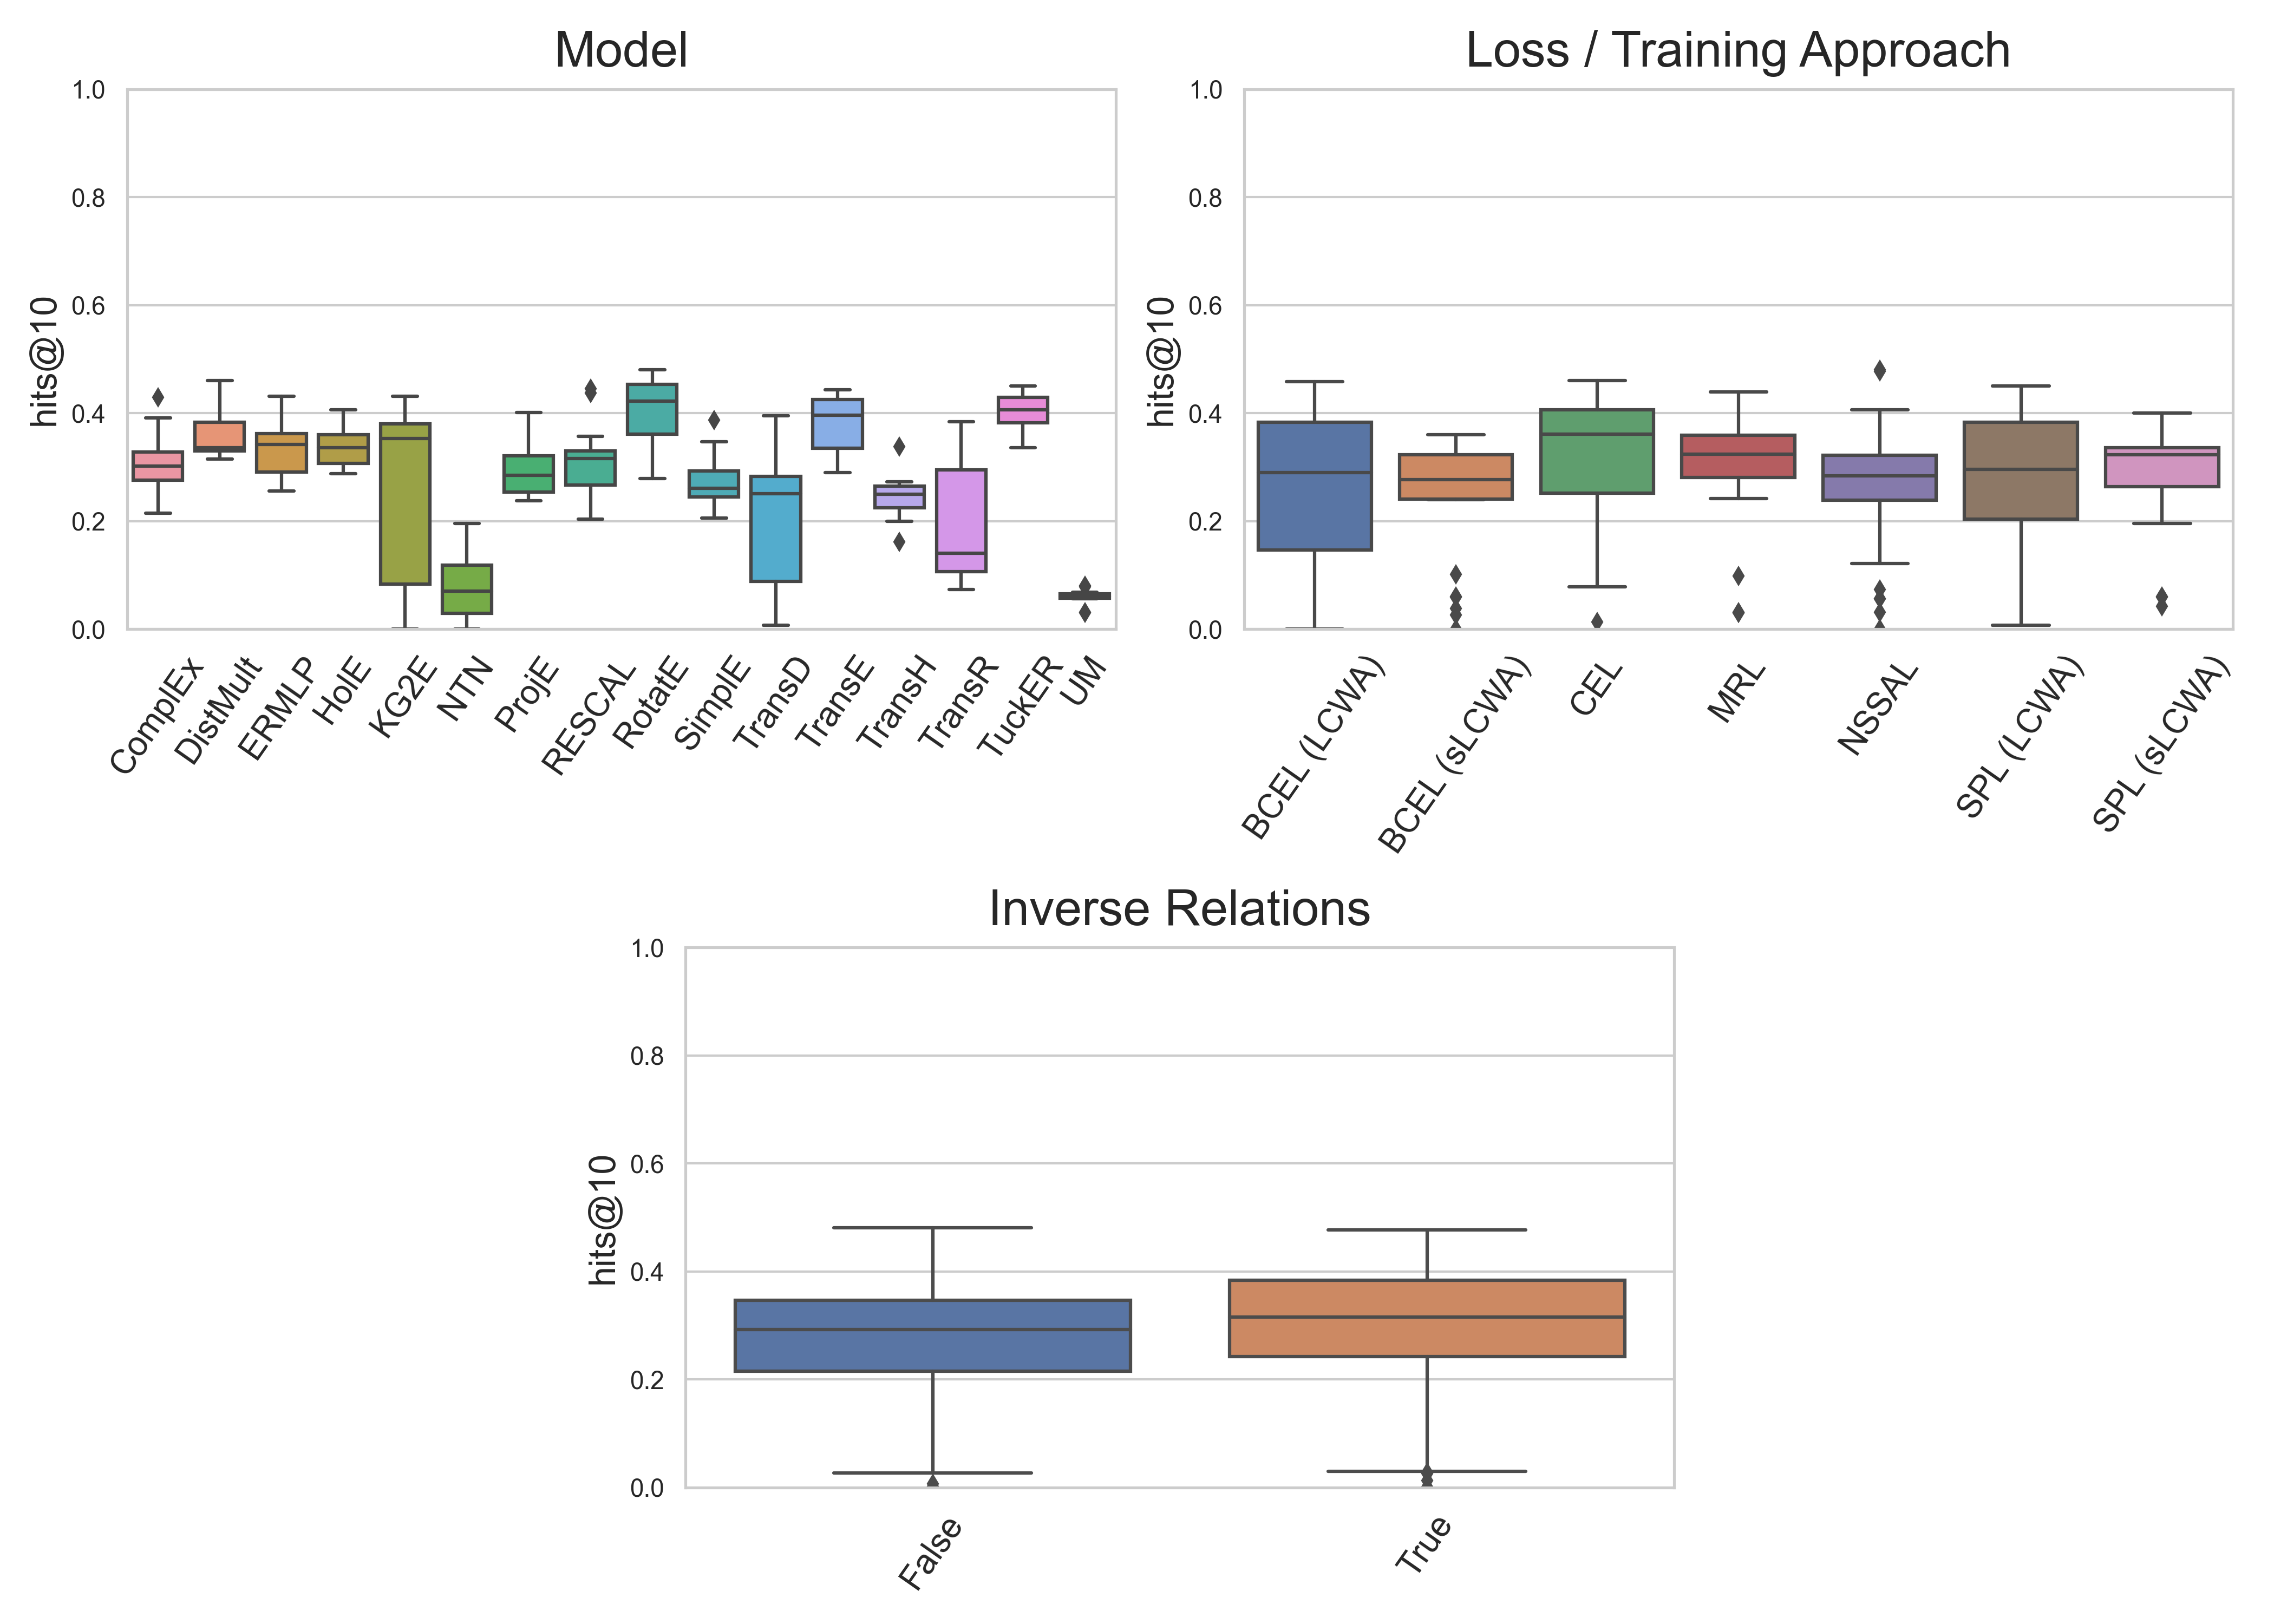 Model
1.0
0.8
0.6
0.4
0.2
0.0
hits@10
ComplEx
DistMult
ERMLP
HolE
KG2E
NTN
ProjE
RESCAL
RotatE
SimplE
TransD
TransE
TransH
TransR
TuckER
UM
Loss / Training Approach
1.0
0.8
0.6
0.4
0.2
0.0
hits@10
BCEL (LCWA)
BCEL (sLCWA)
CEL
MRL
NSSAL
SPL (LCWA)
SPL (sLCWA)
Inverse Relations
1.0
0.8
0.6
0.4
0.2
0.0
hits@10
False
True